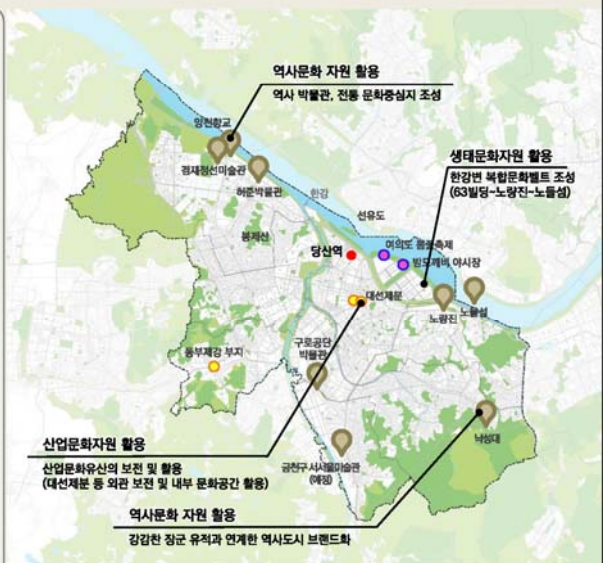 역사문화 자원 활용
역사 박물관, 전통 문화중심지 조성
양천향교
겸재정선미술관
허준박물관
한강
생태문화자원 활용
한강변 복합문화벨트 조성
(63빌딩~노량진~노들섬)
선유도
봉제산
당산역
여의도 봄꽃축제
밤도깨비 야시장
대선제분
노량진
노들섬
구로공단
박물관
동부제강 부지
낙성대
산업문화자원 활용
산업문화유산의 보전 및 활용
(대선제분 등 외관 보전 및 내부 문화공간 활용)
금천구 서서울미술관
(예정)
역사문화 자원 활용
강감찬 장군 유적과 연계한 역사도시 브랜드화